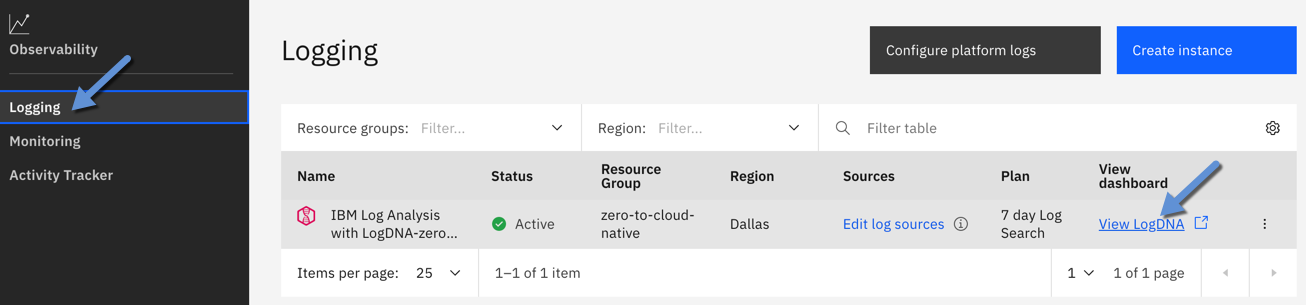 Observability
Logging
Monitoring
Activity Tracker
Logging
Configure platform logs
Create instance
Resource groups: Filter...
Region: Filter...
Filter table
Name Status Resource Group Region Sources Plan View dashboard
IBM Log Analysis
with LogDNA-zero...
Active
zero-to-cloud-
native
Dallas
Edit log sources
7 day Log
Search
View LogDNA
Items per page: 25
1–1 of 1 item
1
1 of 1 page